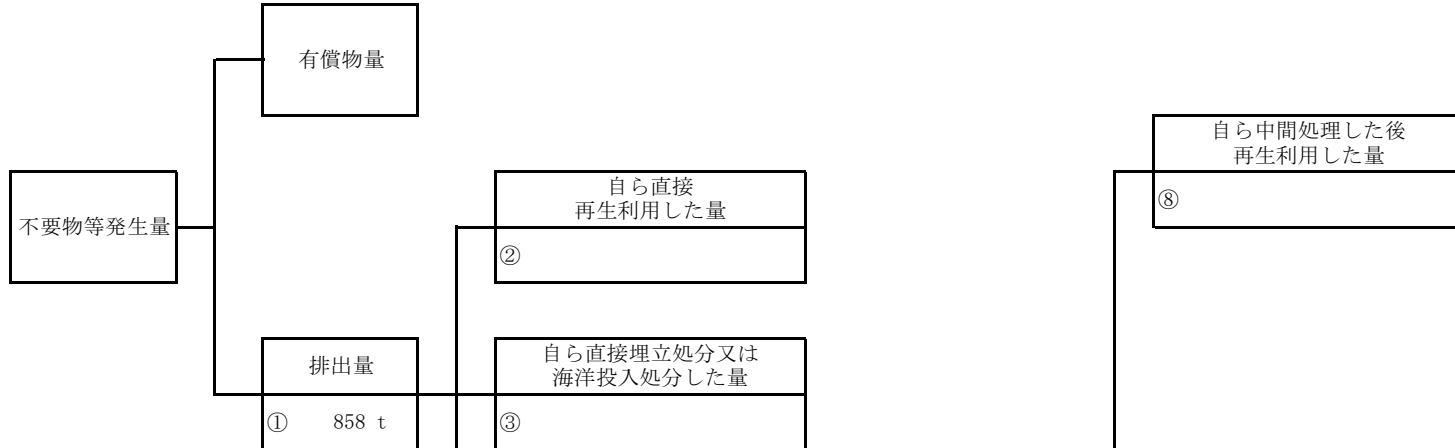 有償物量
自ら中間処理した後
再生利用した量
⑧
不要物等発生量
自ら直接
再生利用した量
②
排出量
① 858 t
自ら直接埋立処分又は
海洋投入処分した量
③